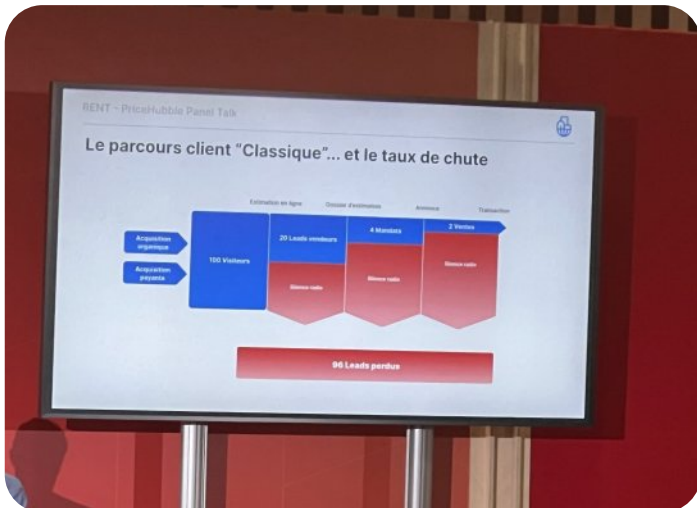 RENT - PriceHubble Panel Talk
Le parcours client "Classique"... et le taux de chute
Estimation en ligne
Dossier d'estimation
Annonce
Transaction
Acquisition
organique
Acquisition
payante
100 Visiteurs
20 Leads vendeurs
4 Mandats
2 Ventes
Silence radio
Silence radio
Silence radio
96 Leads perdus